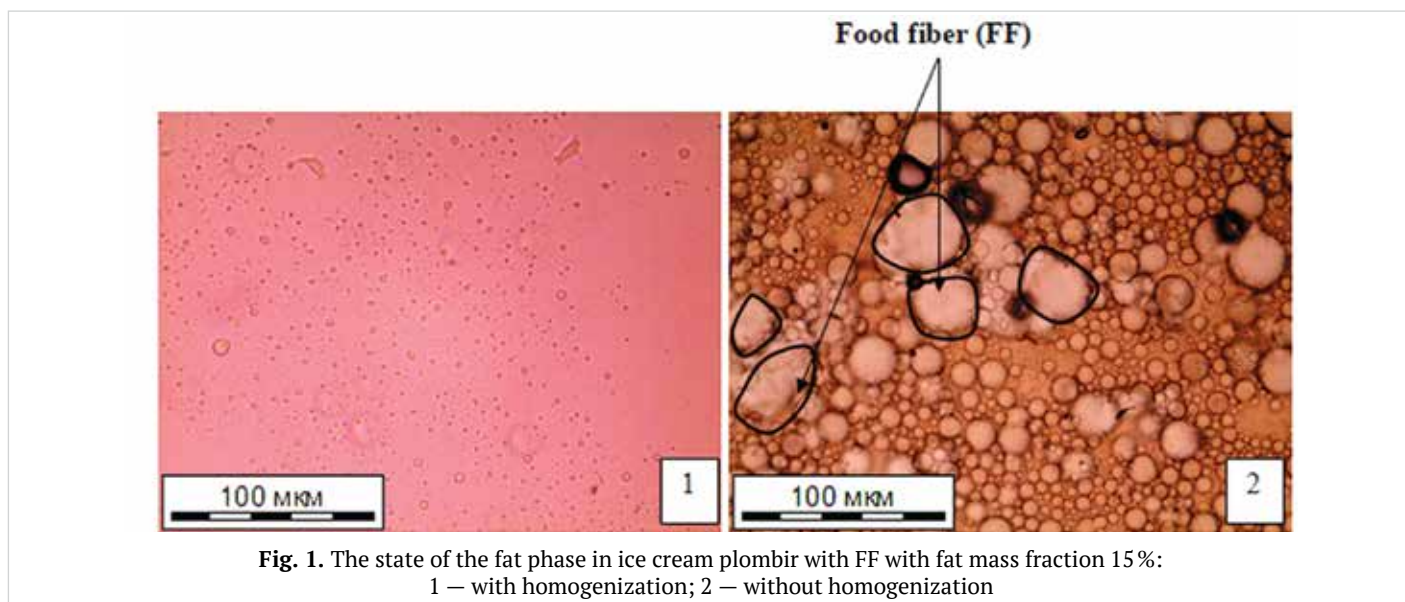 Food fiber (FF)
1
100 мкм
2
100 мкм
Fig. 1. The state of the fat phase in ice cream plombir with FF with fat mass fraction 15%:
1 — with homogenization; 2 — without homogenization